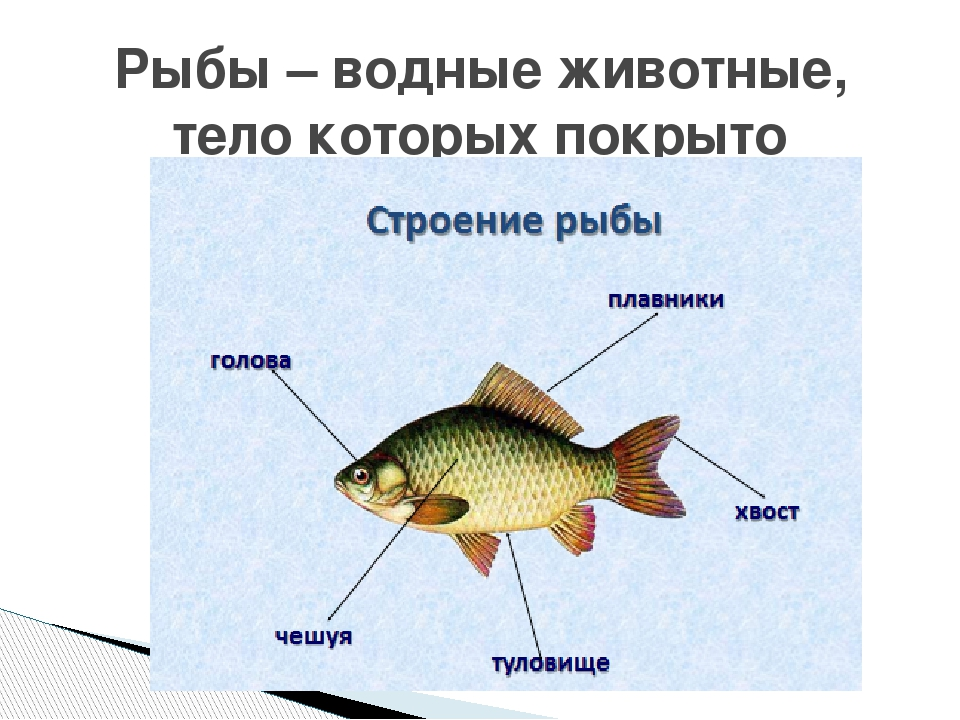 Рыбы – водные животные,
тело которых покрыто
Строение рыбы
плавники
голова
хвост
чешуя
туловище